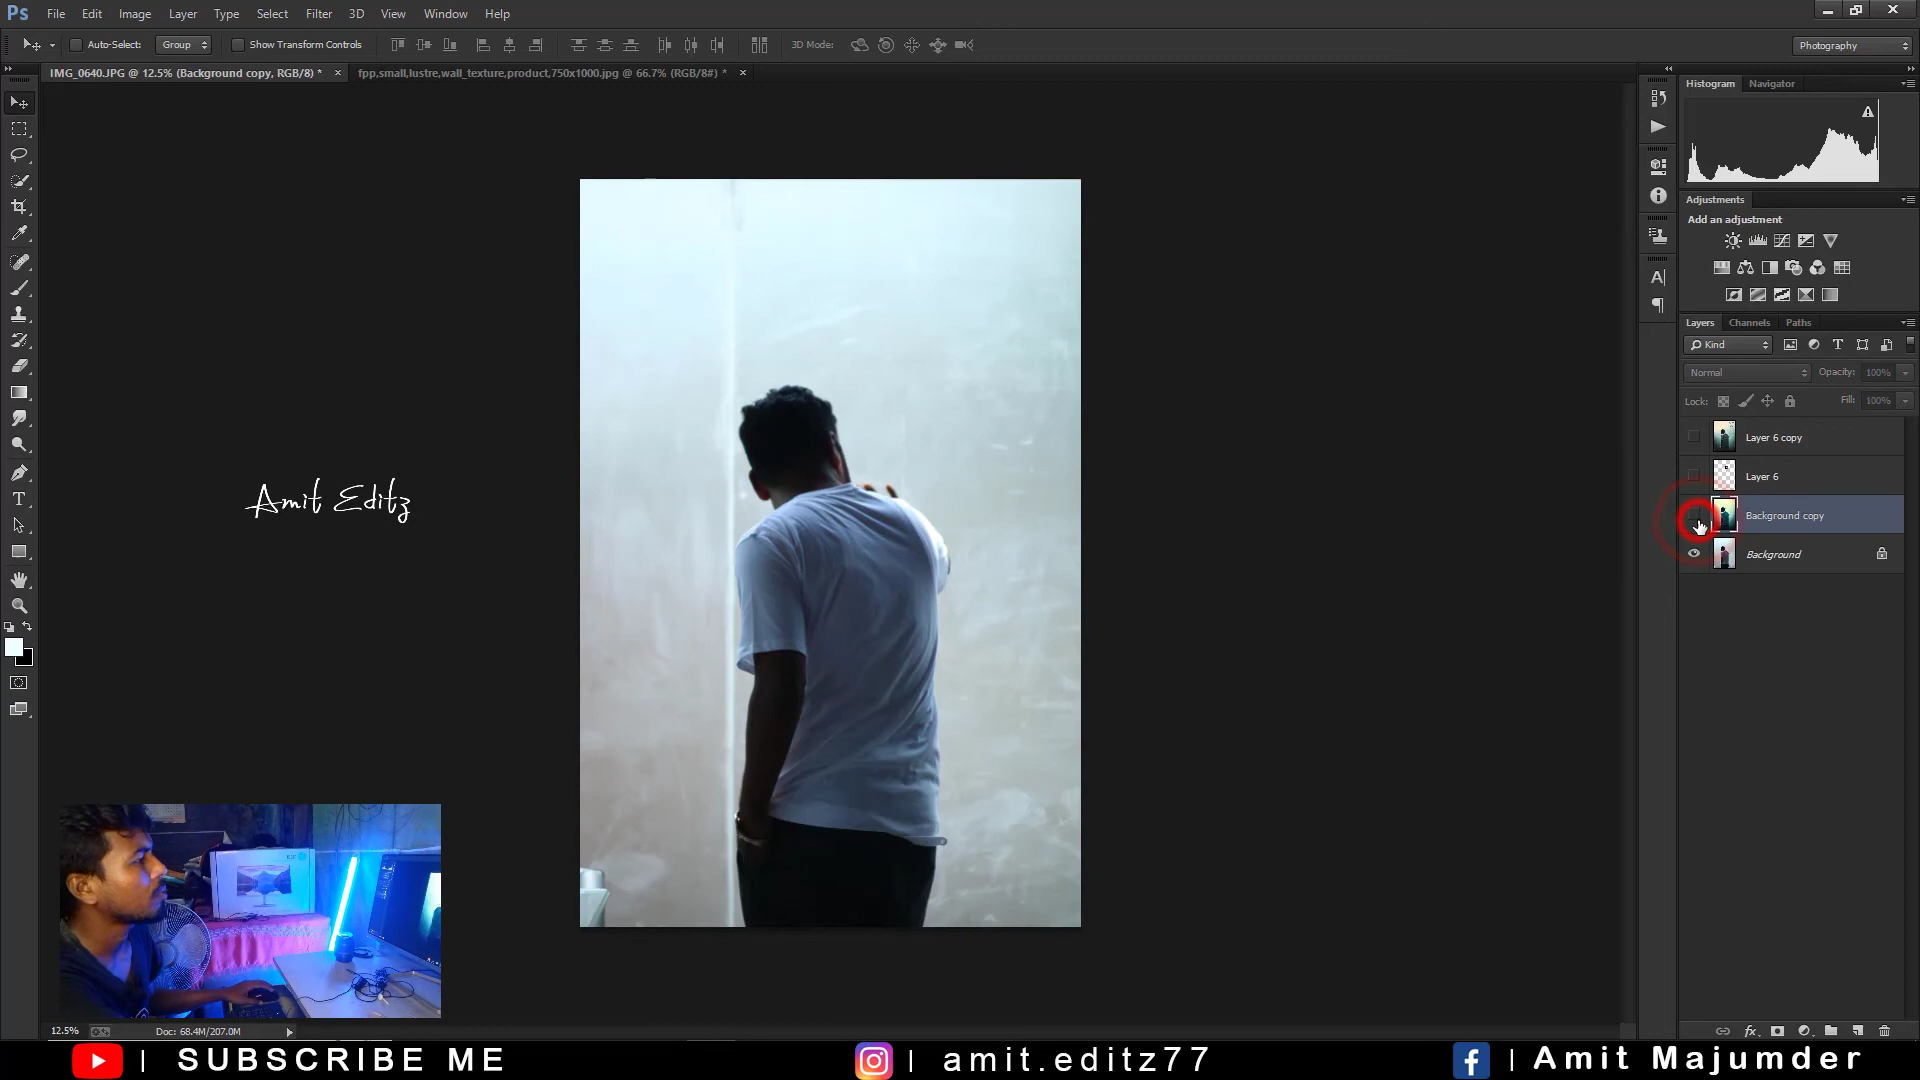 Ps File Edit Image Layer Type Select Filter 3D View Window Help
Auto-Select: Group Show Transform Controls 3D Mode: Photography
IMG_0640.JPG @ 12.5% (Background copy, RGB/8) * × fpp,small,lustre,wall_texture,product,750x1000.jpg @ 66.7% (RGB/8#) * ×
Histogram Navigator
Adjustments
Add an adjustment
Layers Channels Paths
Kind
Normal Opacity: 100%
Lock: Fill: 100%
Layer 6 copy
Layer 6
Background copy
Background
Amit Editz
12.5% Doc: 68.4M/207.0M
| SUBSCRIBE ME | amit.editz77 | Amit Majumder